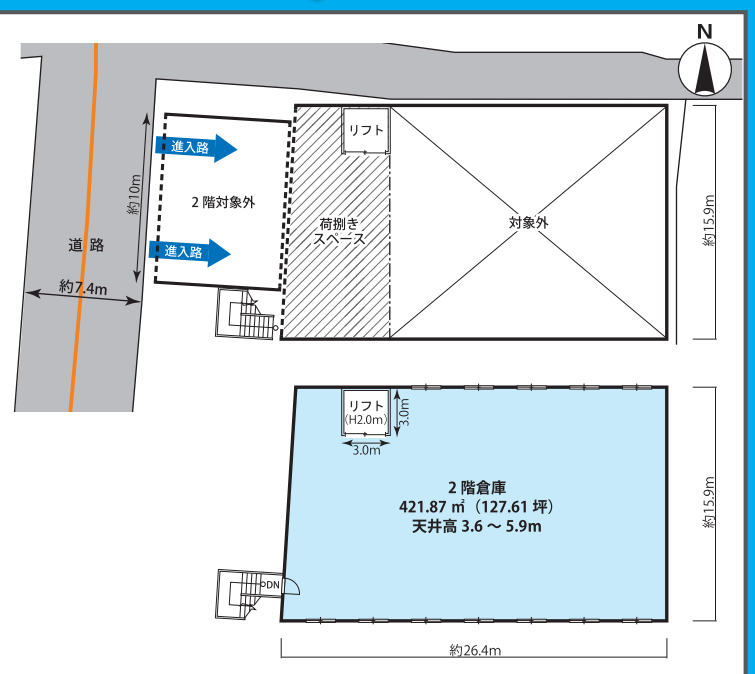 N
リフト
進入路
約10m
2階対象外
荷捌き
スペース
対象外
約15.9m
道路
進入路
約7.4m
リフト
(H2.0m)
3.0m
3.0m
2階倉庫
421.87㎡（127.61坪）
天井高 3.6 ～ 5.9m
約15.9m
DN
約26.4m